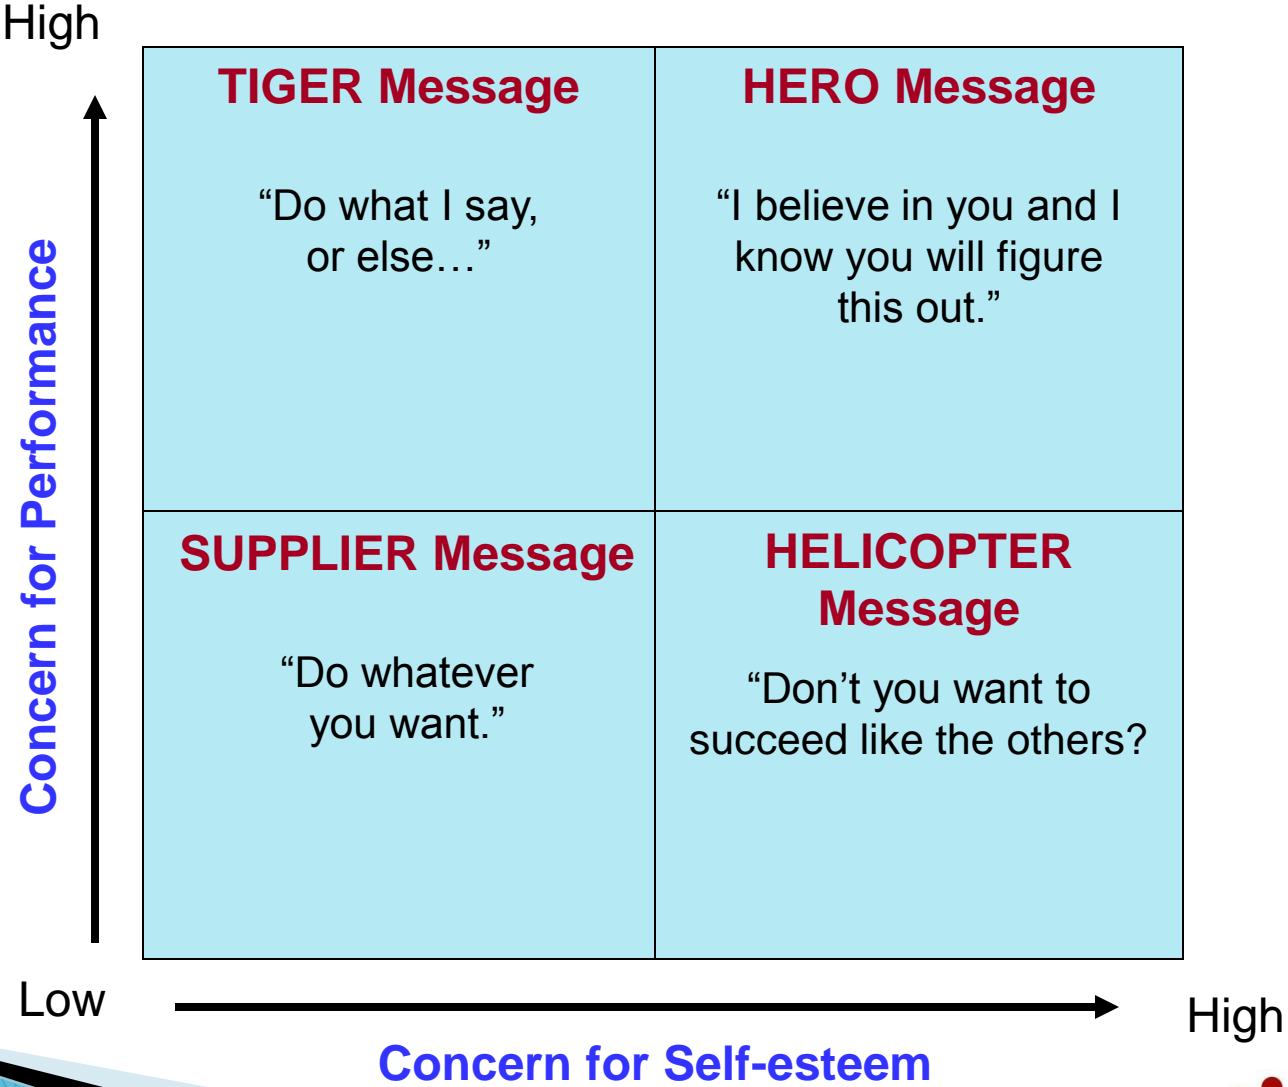 High
TIGER Message
“Do what I say,
or else…”
HERO Message
“I believe in you and I
know you will figure
this out.”
Concern for Performance
SUPPLIER Message
“Do whatever
you want.”
HELICOPTER
Message
“Don’t you want to
succeed like the others?
Low
High
Concern for Self-esteem